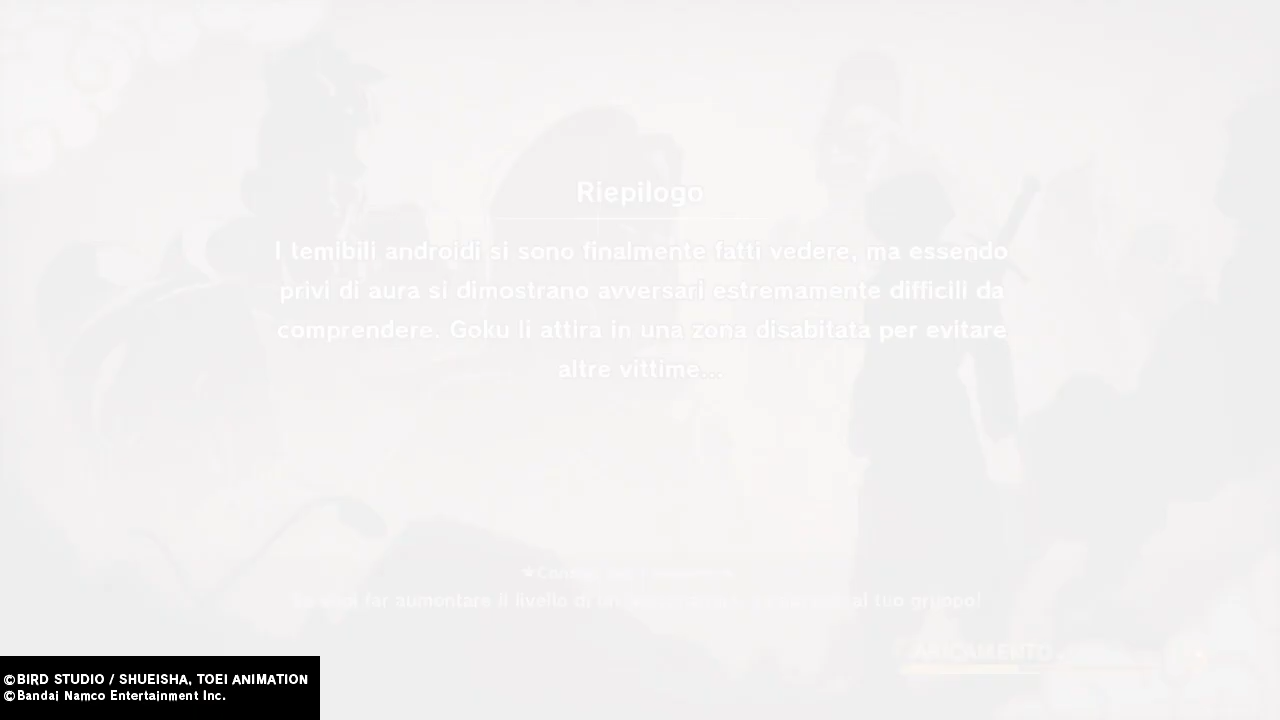 Riepilogo
I temibili androidi si sono finalmente fatti vedere, ma essendo
privi di aura si dimostrano avversari estremamente difficili da
comprendere. Goku li attira in una zona disabitata per evitare
altre vittime...
far aumentare il livello di al tuo gruppo!
CARICAMENTO...
©BIRD STUDIO / SHUEISHA, TOEI ANIMATION
©Bandai Namco Entertainment Inc.